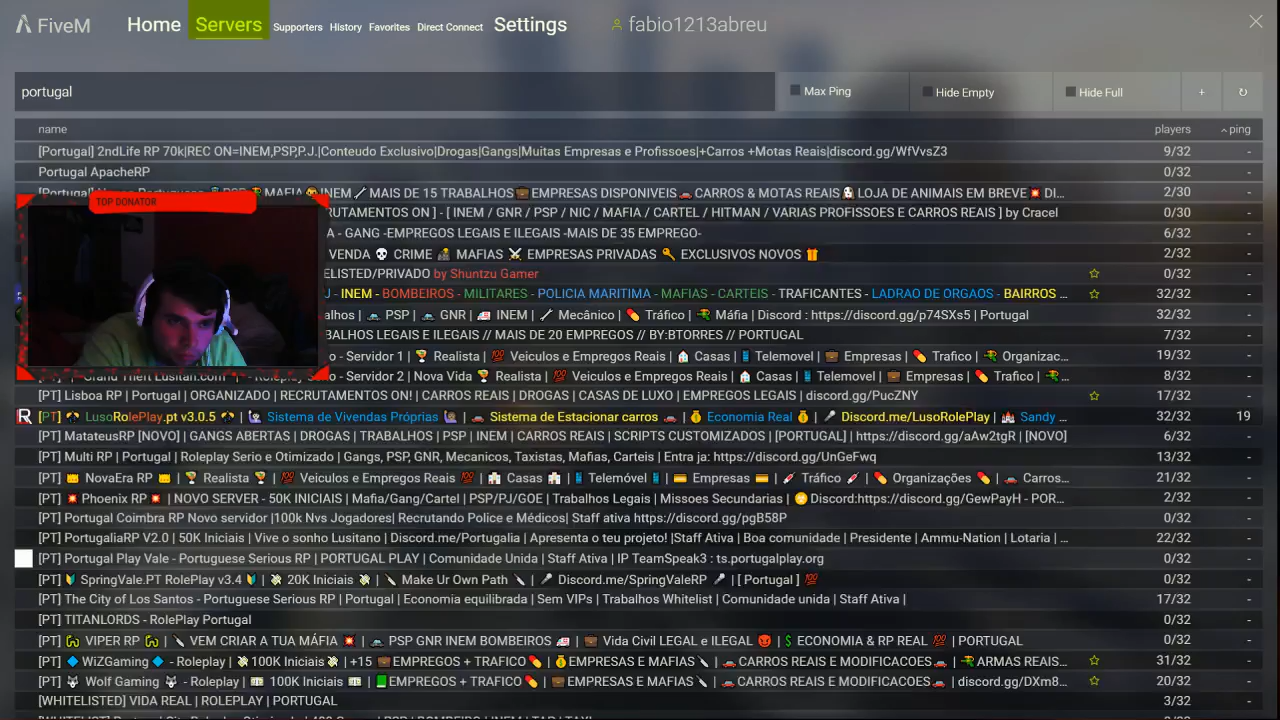 FiveM Home Servers Supporters History Favorites Direct Connect Settings fabio1213abreu
portugal Max Ping Hide Empty Hide Full + ↻
name players ping
[Portugal] 2ndLife RP 70k|REC ON=INEM,PSP,P.J.|Conteudo Exclusivo|Drogas|Gangs|Muitas Empresas e Profissoes|+Carros +Motas Reais|discord.gg/WfVvsZ3 9/32 -
Portugal ApacheRP 0/32 -
[Portugal] MAFIA INEM MAIS DE 15 TRABALHOS EMPRESAS DISPONIVEIS CARROS & MOTAS REAIS LOJA DE ANIMAIS EM BREVE DI... 2/30 -
TOP DONATOR
RUTAMENTOS ON ] - [ INEM / GNR / PSP / NIC / MAFIA / CARTEL / HITMAN / VARIAS PROFISSOES E CARROS REAIS ] by Cracel 0/30 -
A - GANG -EMPREGOS LEGAIS E ILEGAIS -MAIS DE 35 EMPREGO- 6/32 -
VENDA CRIME MAFIAS EMPRESAS PRIVADAS EXCLUSIVOS NOVOS 2/32 -
ELISTED/PRIVADO by Shuntzu Gamer 0/32 -
J - INEM - BOMBEIROS - MILITARES - POLICIA MARITIMA - MAFIAS - CARTEIS - TRAFICANTES - LADRAO DE ORGAOS - BAIRROS ... 32/32 -
alhos | PSP | GNR | INEM | Mecânico | Tráfico | Máfia | Discord : https://discord.gg/p74SXs5 | Portugal 32/32 -
BALHOS LEGAIS E ILEGAIS // MAIS DE 20 EMPREGOS // BY:BTORRES // PORTUGAL 7/32 -
o - Servidor 1 | Realista | Veiculos e Empregos Reais | Casas | Telemovel | Empresas | Trafico | Organizac... 19/32 -
- Servidor 2 | Nova Vida Realista | Veiculos e Empregos Reais | Casas | Telemovel | Empresas | Trafico | ... 8/32 -
[PT] Lisboa RP Portugal | ORGANIZADO | RECRUTAMENTOS ON! | CARROS REAIS | DROGAS | CASAS DE LUXO | EMPREGOS LEGAIS | discord.gg/PucZNY 17/32 -
[PT] LusoRolePlay.pt v3.0.5 | Sistema de Vivendas Próprias | Sistema de Estacionar carros | Economia Real | Discord.me/LusoRolePlay | Sandy ... 32/32 19
[PT] MatateusRP [NOVO] | GANGS ABERTAS | DROGAS | TRABALHOS | PSP | INEM | CARROS REAIS | SCRIPTS CUSTOMIZADOS | [PORTUGAL] | https://discord.gg/aAw2tgR | [NOVO] 6/32 -
[PT] Multi RP | Portugal | Roleplay Serio e Otimizado | Gangs, PSP, GNR, Mecanicos, Taxistas, Mafias, Carteis | Entra ja: https://discord.gg/UnGeFwq 13/32 -
[PT] NovaEra RP | Realista | Veiculos e Empregos Reais | Casas | Telemóvel | Empresas | Tráfico | Organizações | Carros... 21/32 -
[PT] Phoenix RP | NOVO SERVER - 50K INICIAIS | Mafia/Gang/Cartel | PSP/PJ/GOE | Trabalhos Legais | Missoes Secundarias | Discord:https://discord.gg/GewPayH - POR... 2/32 -
[PT] Portugal Coimbra RP Novo servidor |100k Nvs Jogadores| Recrutando Police e Médicos| Staff ativa https://discord.gg/pgB58P 0/32 -
[PT] PortugaliaRP V2.0 | 50K Iniciais | Vive o sonho Lusitano | Discord.me/Portugalia | Apresenta o teu projeto! |Staff Ativa | Boa comunidade | Presidente | Ammu-Nation | Lotaria | ... 22/32 -
[PT] Portugal Play Vale - Portuguese Serious RP | PORTUGAL PLAY | Comunidade Unida | Staff Ativa | IP TeamSpeak3 : ts.portugalplay.org 0/32 -
[PT] SpringVale.PT RolePlay v3.4 | 20K Iniciais | Make Ur Own Path | Discord.me/SpringValeRP | [ Portugal ] 0/32 -
[PT] The City of Los Santos - Portuguese Serious RP | Portugal | Economia equilibrada | Sem VIPs | Trabalhos Whitelist | Comunidade unida | Staff Ativa | 17/32 -
[PT] TITANLORDS - RolePlay Portugal 0/32 -
[PT] VIPER RP | VEM CRIAR A TUA MÁFIA | PSP GNR INEM BOMBEIROS | Vida Civil LEGAL e ILEGAL | ECONOMIA & RP REAL | PORTUGAL 0/32 -
[PT] WizGaming - Roleplay | 100K Iniciais | +15 EMPREGOS + TRAFICO | EMPRESAS E MAFIAS | CARROS REAIS E MODIFICACOES | ARMAS REAIS... 31/32 -
[PT] Wolf Gaming - Roleplay | 100K Iniciais | EMPREGOS + TRAFICO | EMPRESAS E MAFIAS | CARROS REAIS E MODIFICACOES | discord.gg/DXm8... 20/32 -
[WHITELISTED] VIDA REAL | ROLEPLAY | PORTUGAL 3/32 -